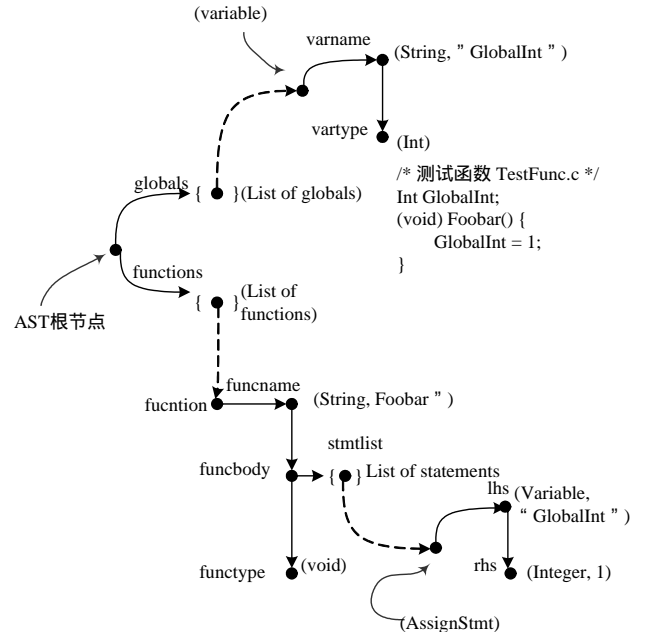 (variable)
varname
(String, " GlobalInt " )
vartype
(Int)
/* 测试函数 TestFunc.c */
Int GlobalInt;
(void) Foobar() {
GlobalInt = 1;
}
globals
{ }(List of globals)
functions
{ }(List of
functions)
AST根节点
funcname
fucntion
(String, Foobar " )
stmtlist
funcbody
{ } List of statements
lhs (Variable,
" GlobalInt " )
functype
(void)
rhs
(Integer, 1)
(AssignStmt)